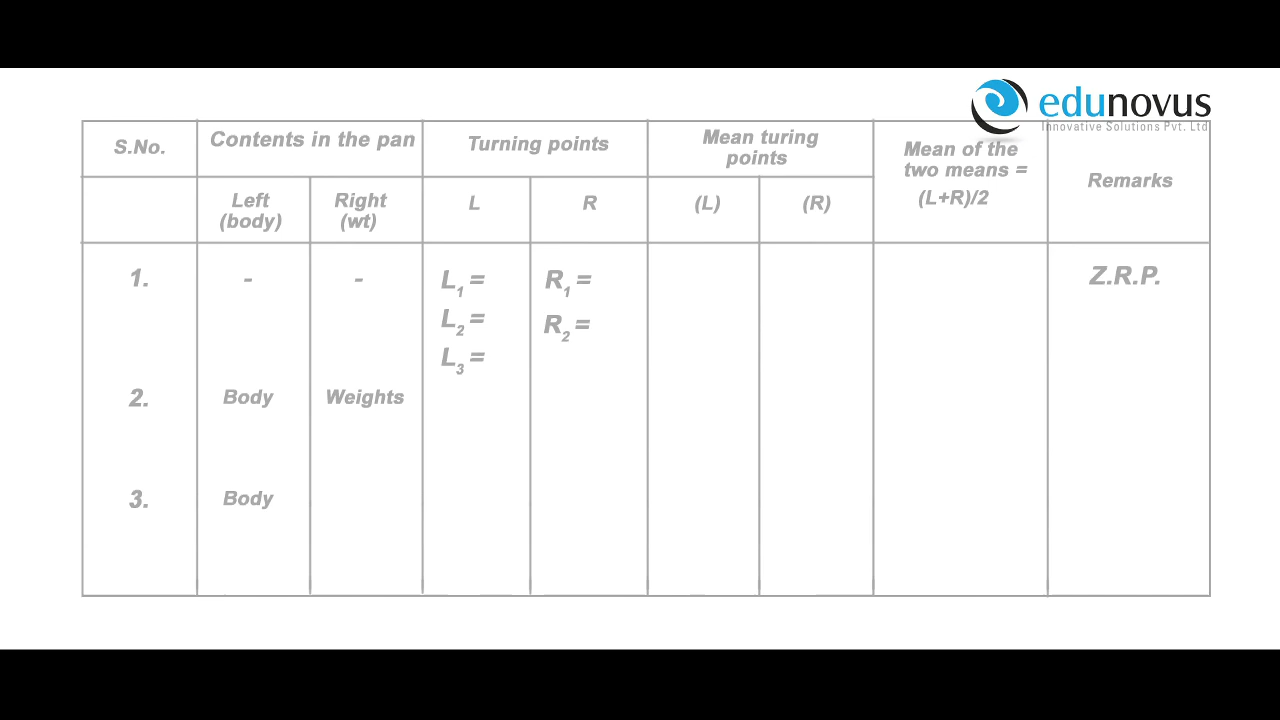 edunovus
Innovative Solutions Pvt. Ltd
S.No.
Contents in the pan
Turning points
Mean turing
points
Mean of the
two means =
(L+R)/2
Remarks
Left
(body)
Right
(wt)
L
R
(L)
(R)
1.
-
-
L1 =
L2 =
L3 =
R1 =
R2 =
Z.R.P.
2.
Body
Weights
3.
Body